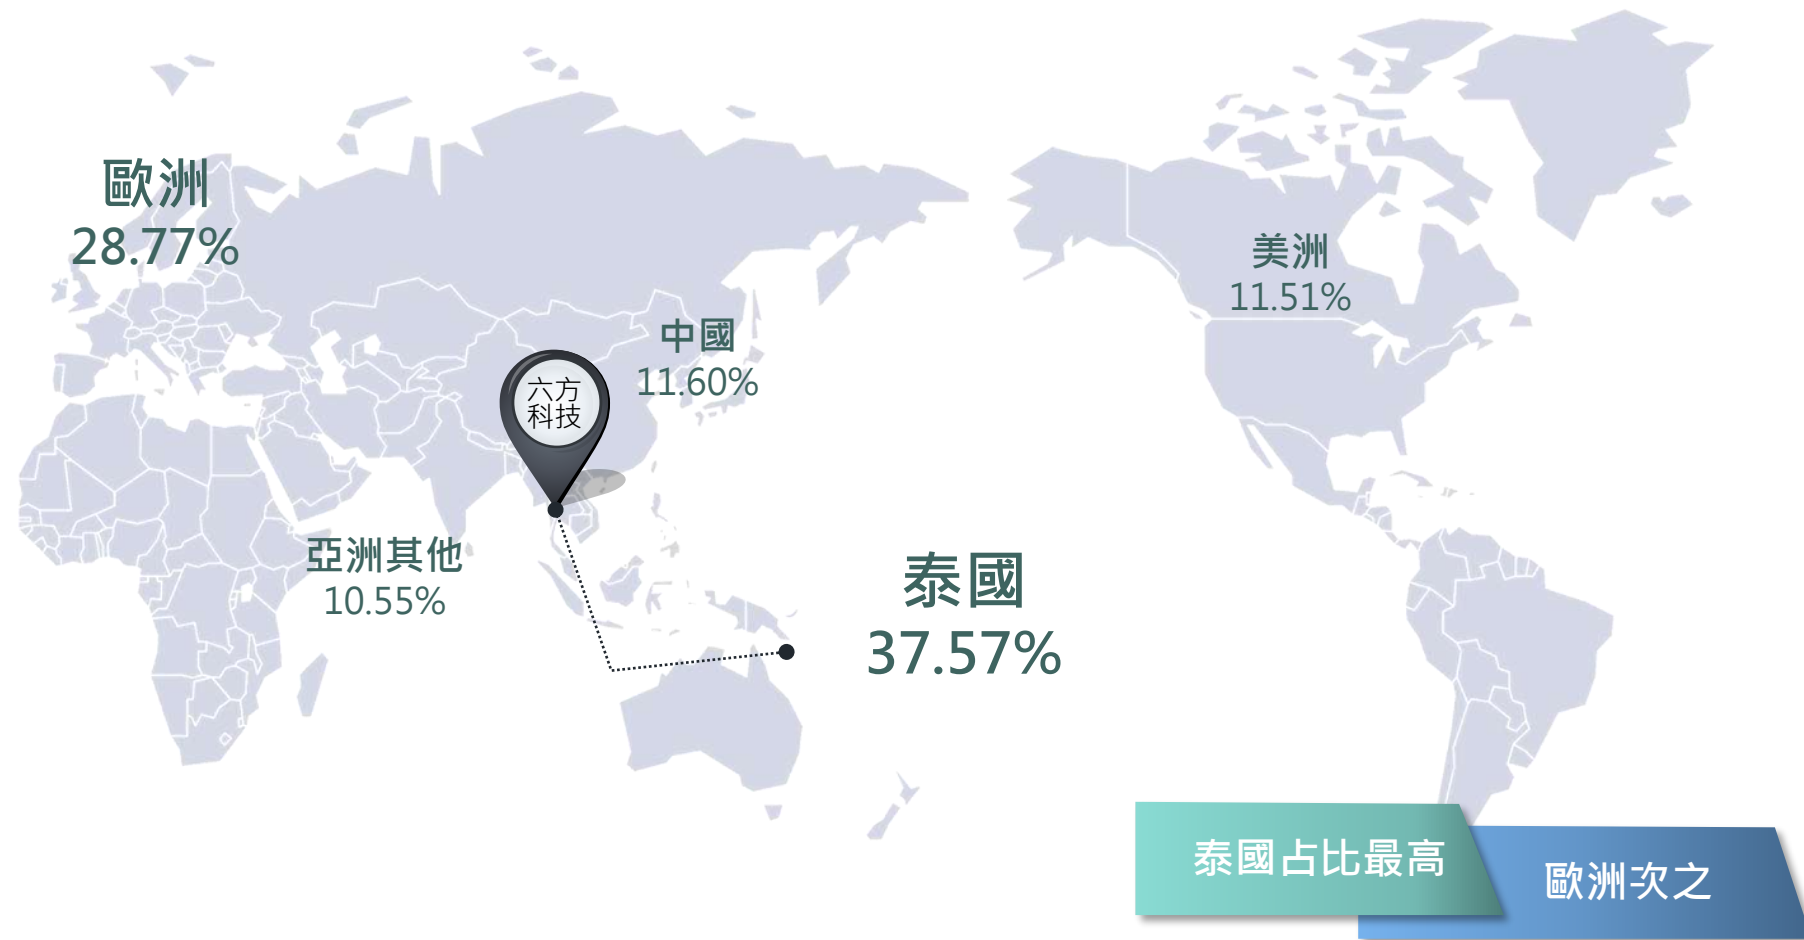 歐洲
28.77%
美洲
11.51%
中國
11.60%
六方
科技
亞洲其他
10.55%
泰國
37.57%
泰國占比最高
歐洲次之